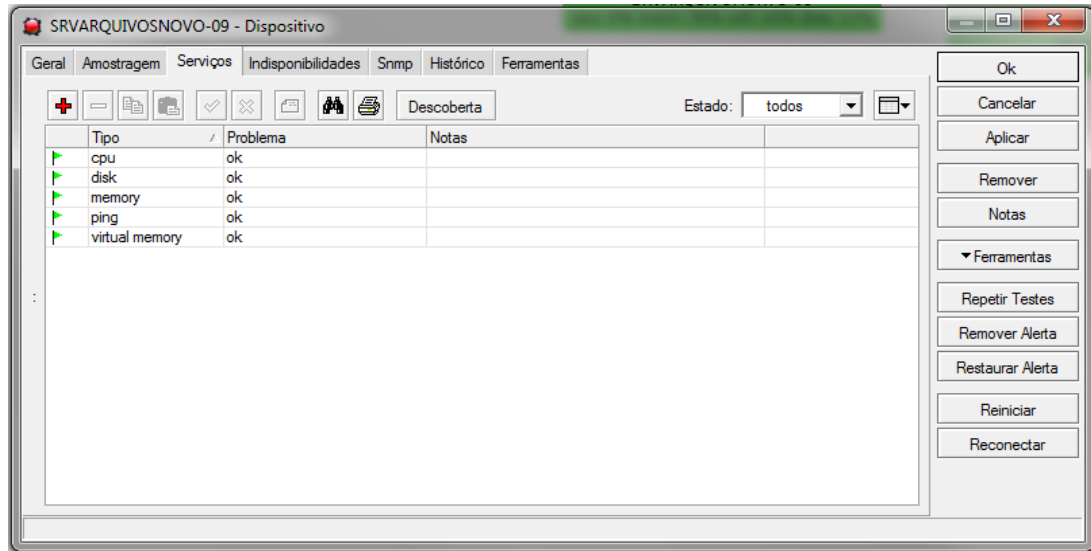 SRVARQUIVOSNOVO-09 - Dispositivo
Geral Amostragem Serviços Indisponibilidades Snmp Histórico Ferramentas
Descoberta Estado: todos
Tipo Problema Notas
cpu ok
disk ok
memory ok
ping ok
virtual memory ok
:
Ok
Cancelar
Aplicar
Remover
Notas
Ferramentas
Repetir Testes
Remover Alerta
Restaurar Alerta
Reiniciar
Reconectar